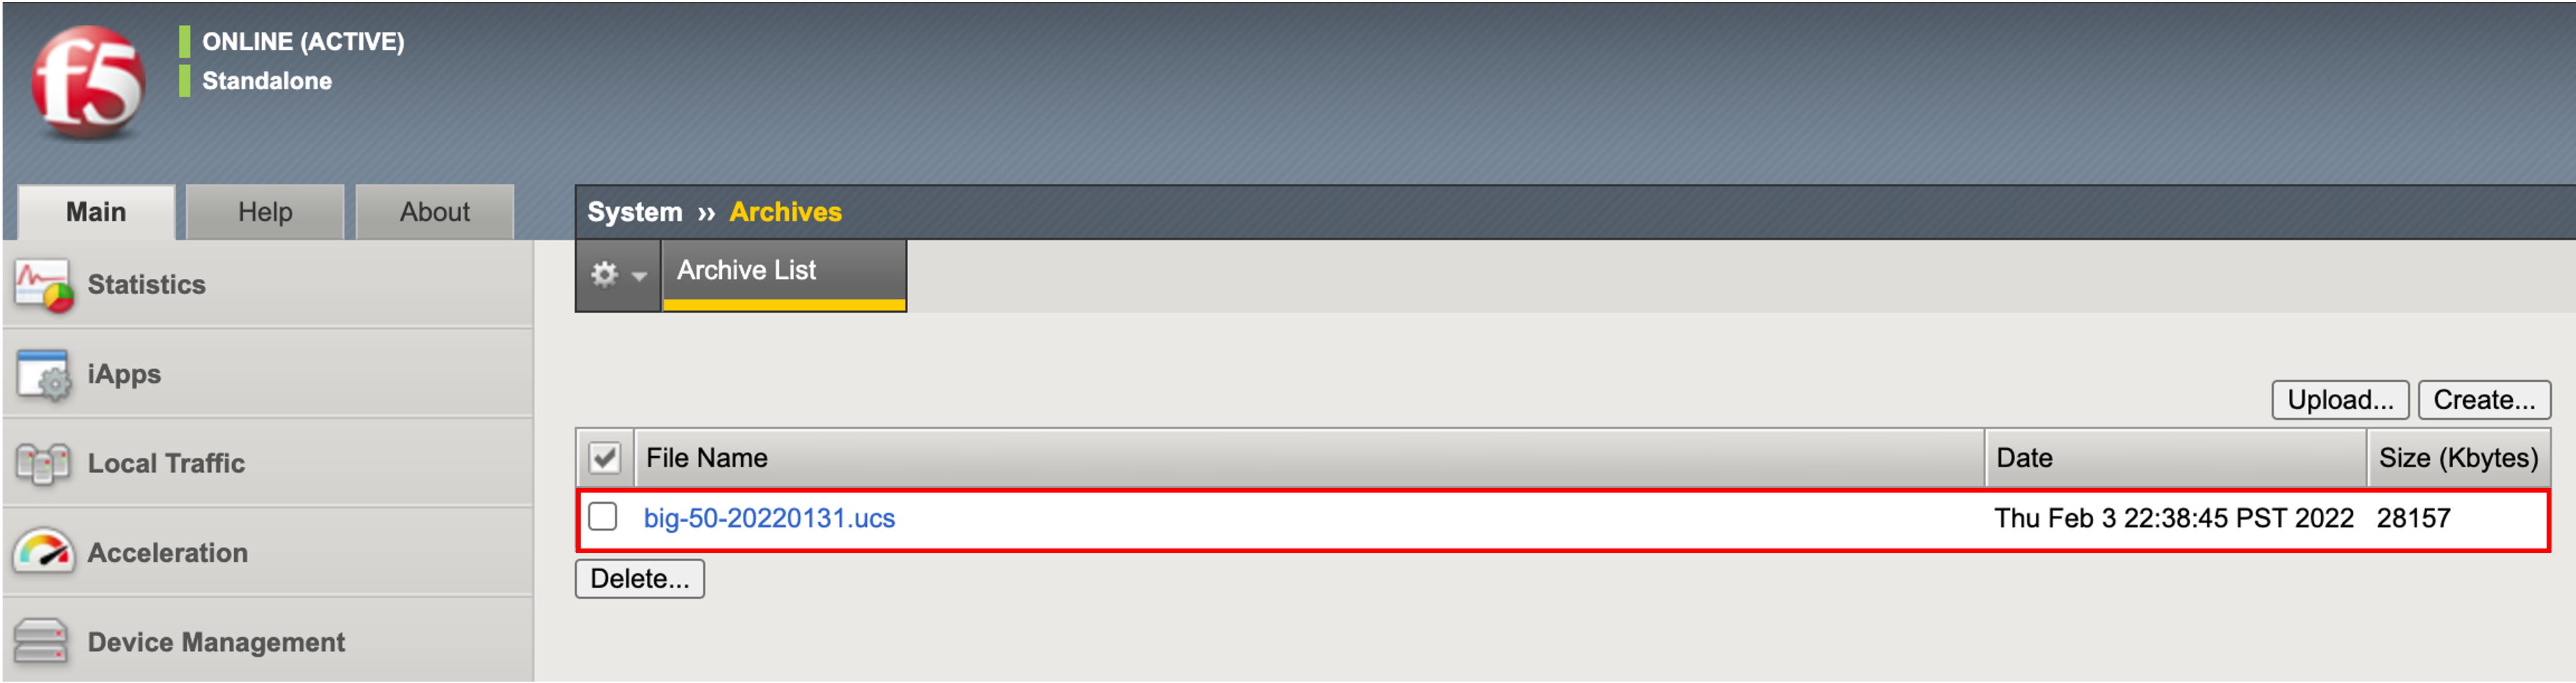 f5
ONLINE (ACTIVE)
Standalone
Main Help About
System ›› Archives
Archive List
Statistics
iApps
Local Traffic
Acceleration
Device Management
Upload... Create...
File Name Date Size (Kbytes)
big-50-20220131.ucs Thu Feb 3 22:38:45 PST 2022 28157
Delete...